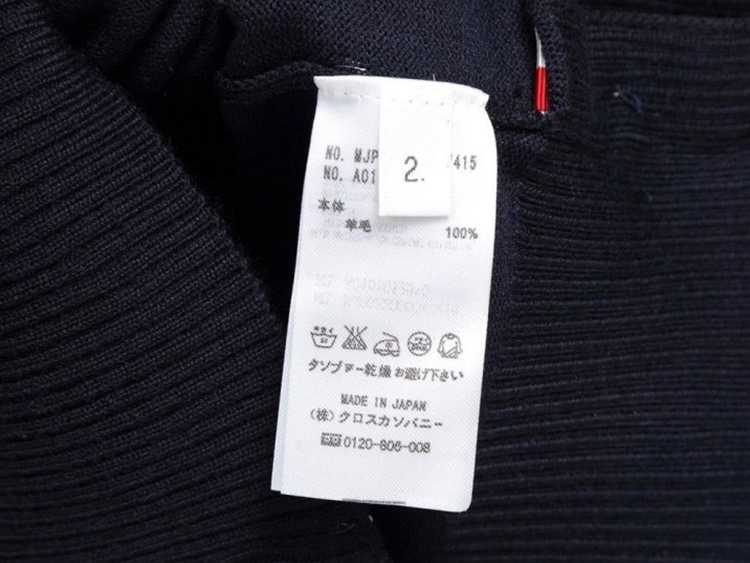 NO. MJP 415
NO. A01
2.
本体
羊毛 100%
タンブラー乾燥お避け下さい
MADE IN JAPAN
(株)クロスカンパニー
0120-806-008